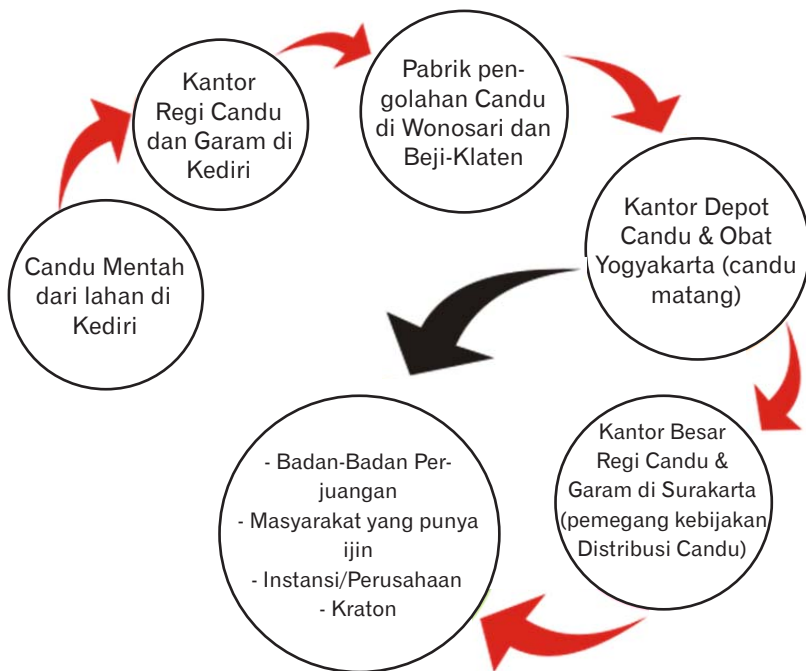 Candu Mentah
dari lahan di
Kediri
Kantor
Regi Candu
dan Garam di
Kediri
Pabrik pen-
golahan Candu
di Wonosari dan
Beji-Klaten
Kantor Depot
Candu & Obat
Yogyakarta (candu
matang)
Kantor Besar
Regi Candu &
Garam di Surakarta
(pemegang kebijakan
Distribusi Candu)
- Badan-Badan Per-
juangan
- Masyarakat yang punya
ijin
- Instansi/Perusahaan
- Kraton